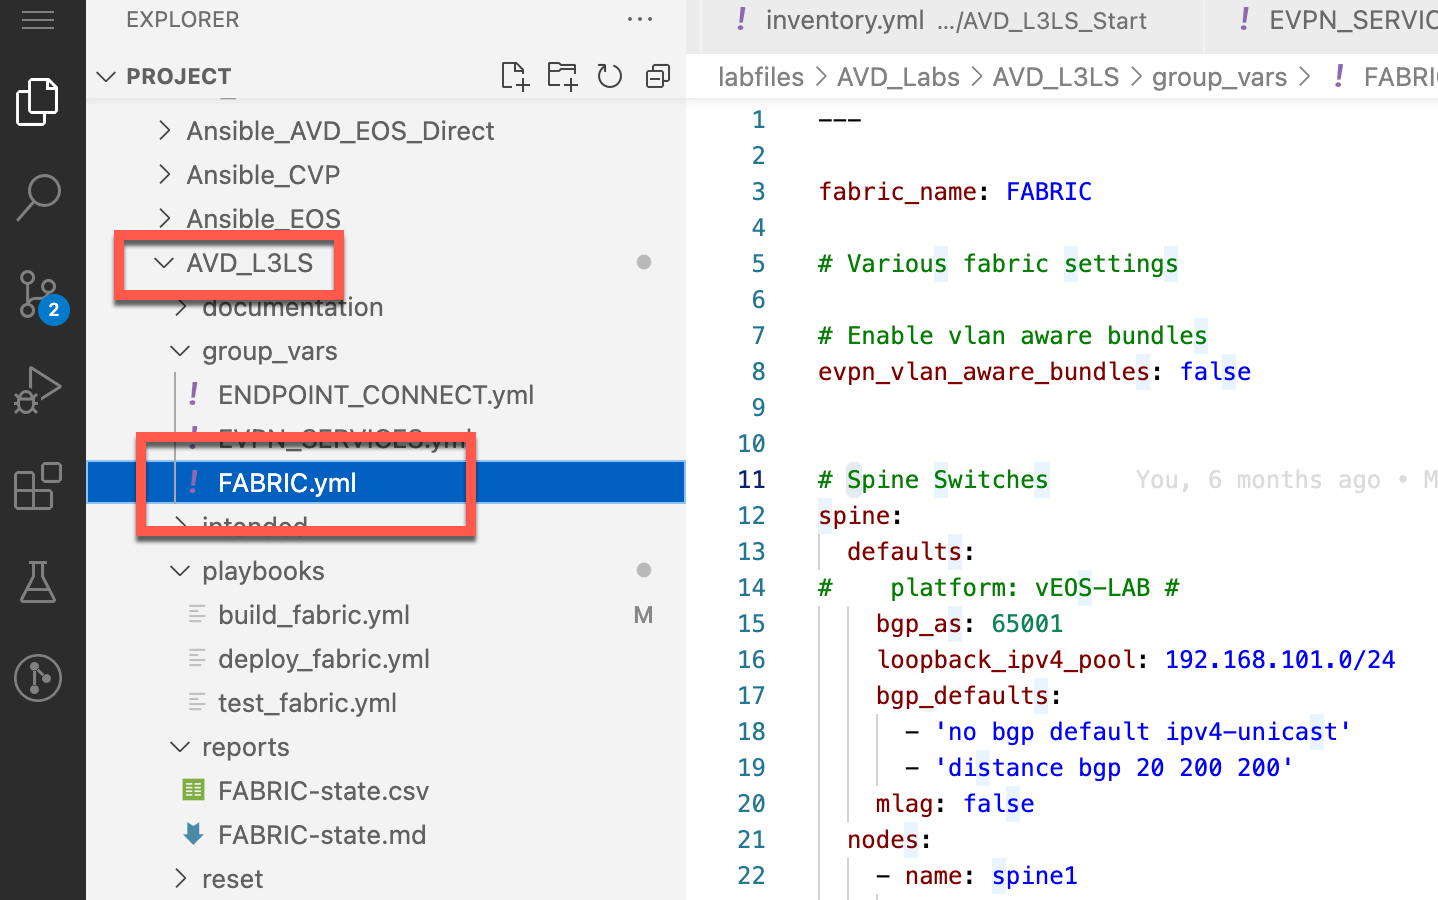 EXPLORER
PROJECT
Ansible_AVD_EOS_Direct
Ansible_CVP
Ansible_EOS
AVD_L3LS
documentation
group_vars
ENDPOINT_CONNECT.yml
EVPN_SERVICES.yml
FABRIC.yml
intended
playbooks
build_fabric.yml M
deploy_fabric.yml
test_fabric.yml
reports
FABRIC-state.csv
FABRIC-state.md
reset
2
! inventory.yml .../AVD_L3LS_Start ! EVPN_SERVIC
labfiles > AVD_Labs > AVD_L3LS > group_vars > ! FABRI
1 ---
2
3 fabric_name: FABRIC
4
5 # Various fabric settings
6
7 # Enable vlan aware bundles
8 evpn_vlan_aware_bundles: false
9
10
11 # Spine Switches You, 6 months ago • M
12 spine:
13 defaults:
14 # platform: vEOS-LAB #
15 bgp_as: 65001
16 loopback_ipv4_pool: 192.168.101.0/24
17 bgp_defaults:
18 - 'no bgp default ipv4-unicast'
19 - 'distance bgp 20 200 200'
20 mlag: false
21 nodes:
22 - name: spine1